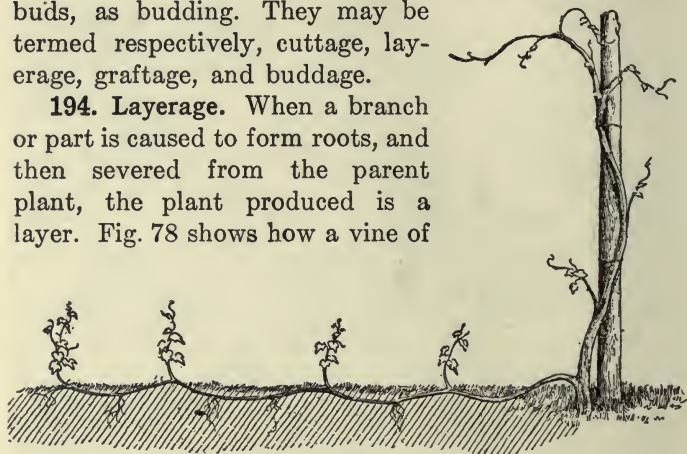 buds, as budding. They may be
termed respectively, cuttage, lay-
erage, graftage, and buddage.
194. Layerage. When a branch
or part is caused to form roots, and
then severed from the parent
plant, the plant produced is a
layer. Fig. 78 shows how a vine of